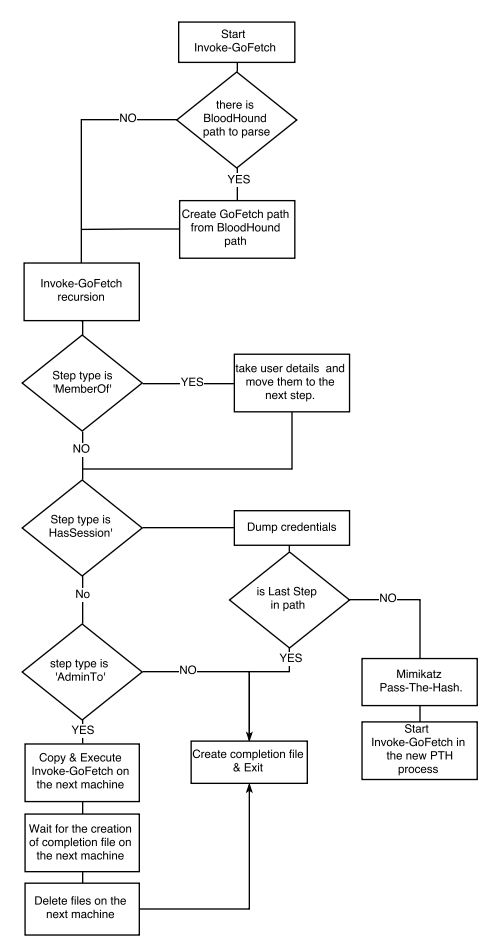 Start
Invoke-GoFetch
there is
BloodHound
path to parse
NO
YES
Create GoFetch path
from BloodHound
path
Invoke-GoFetch
recursion
Step type is
'MemberOf'
YES
take user details and
move them to the
next step.
NO
Step type is
HasSession'
Dump credentials
is Last Step
in path
NO
No
YES
step type is
'AdminTo'
NO
Mimikatz
Pass-The-Hash.
YES
Start
Invoke-GoFetch in
the new PTH
process
Copy & Execute
Invoke-GoFetch on
the next machine
Create completion file
& Exit
Wait for the creation
of completion file on
the next machine
Delete files on the
next machine